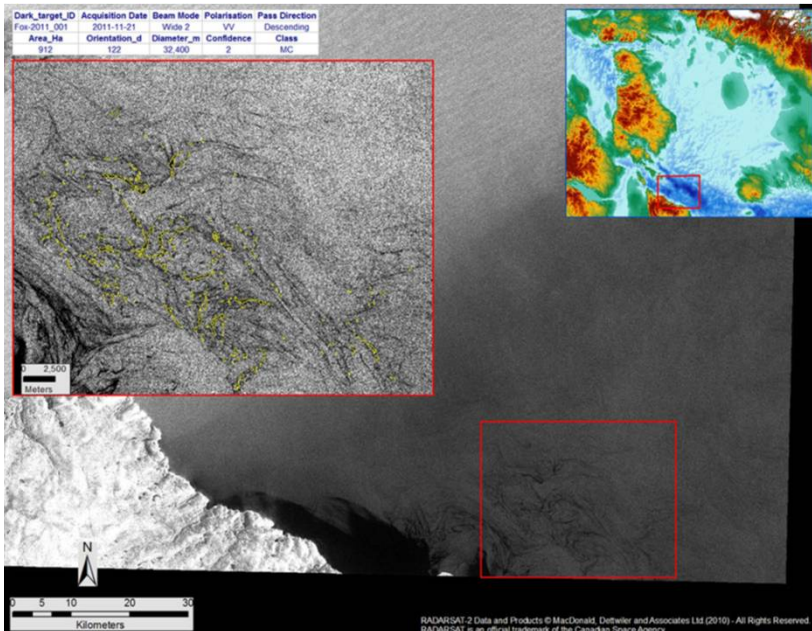 Dark_target_ID Acquisition Date Beam Mode Polarisation Pass Direction
Fox-2011_001 2011-11-21 Wide 2 VV Descending
Area_Ha Orientation_d Diameter_m Confidence Class
912 122 32,400 2 MC
0 2,500
Meters
N
0 5 10 20 30
Kilometers
RADARSAT-2 Data and Products © MacDonald, Dettwiler and Associates Ltd.(2010) - All Rights Reserved
RADARSAT is an official trademark of the Canadian Space Agency